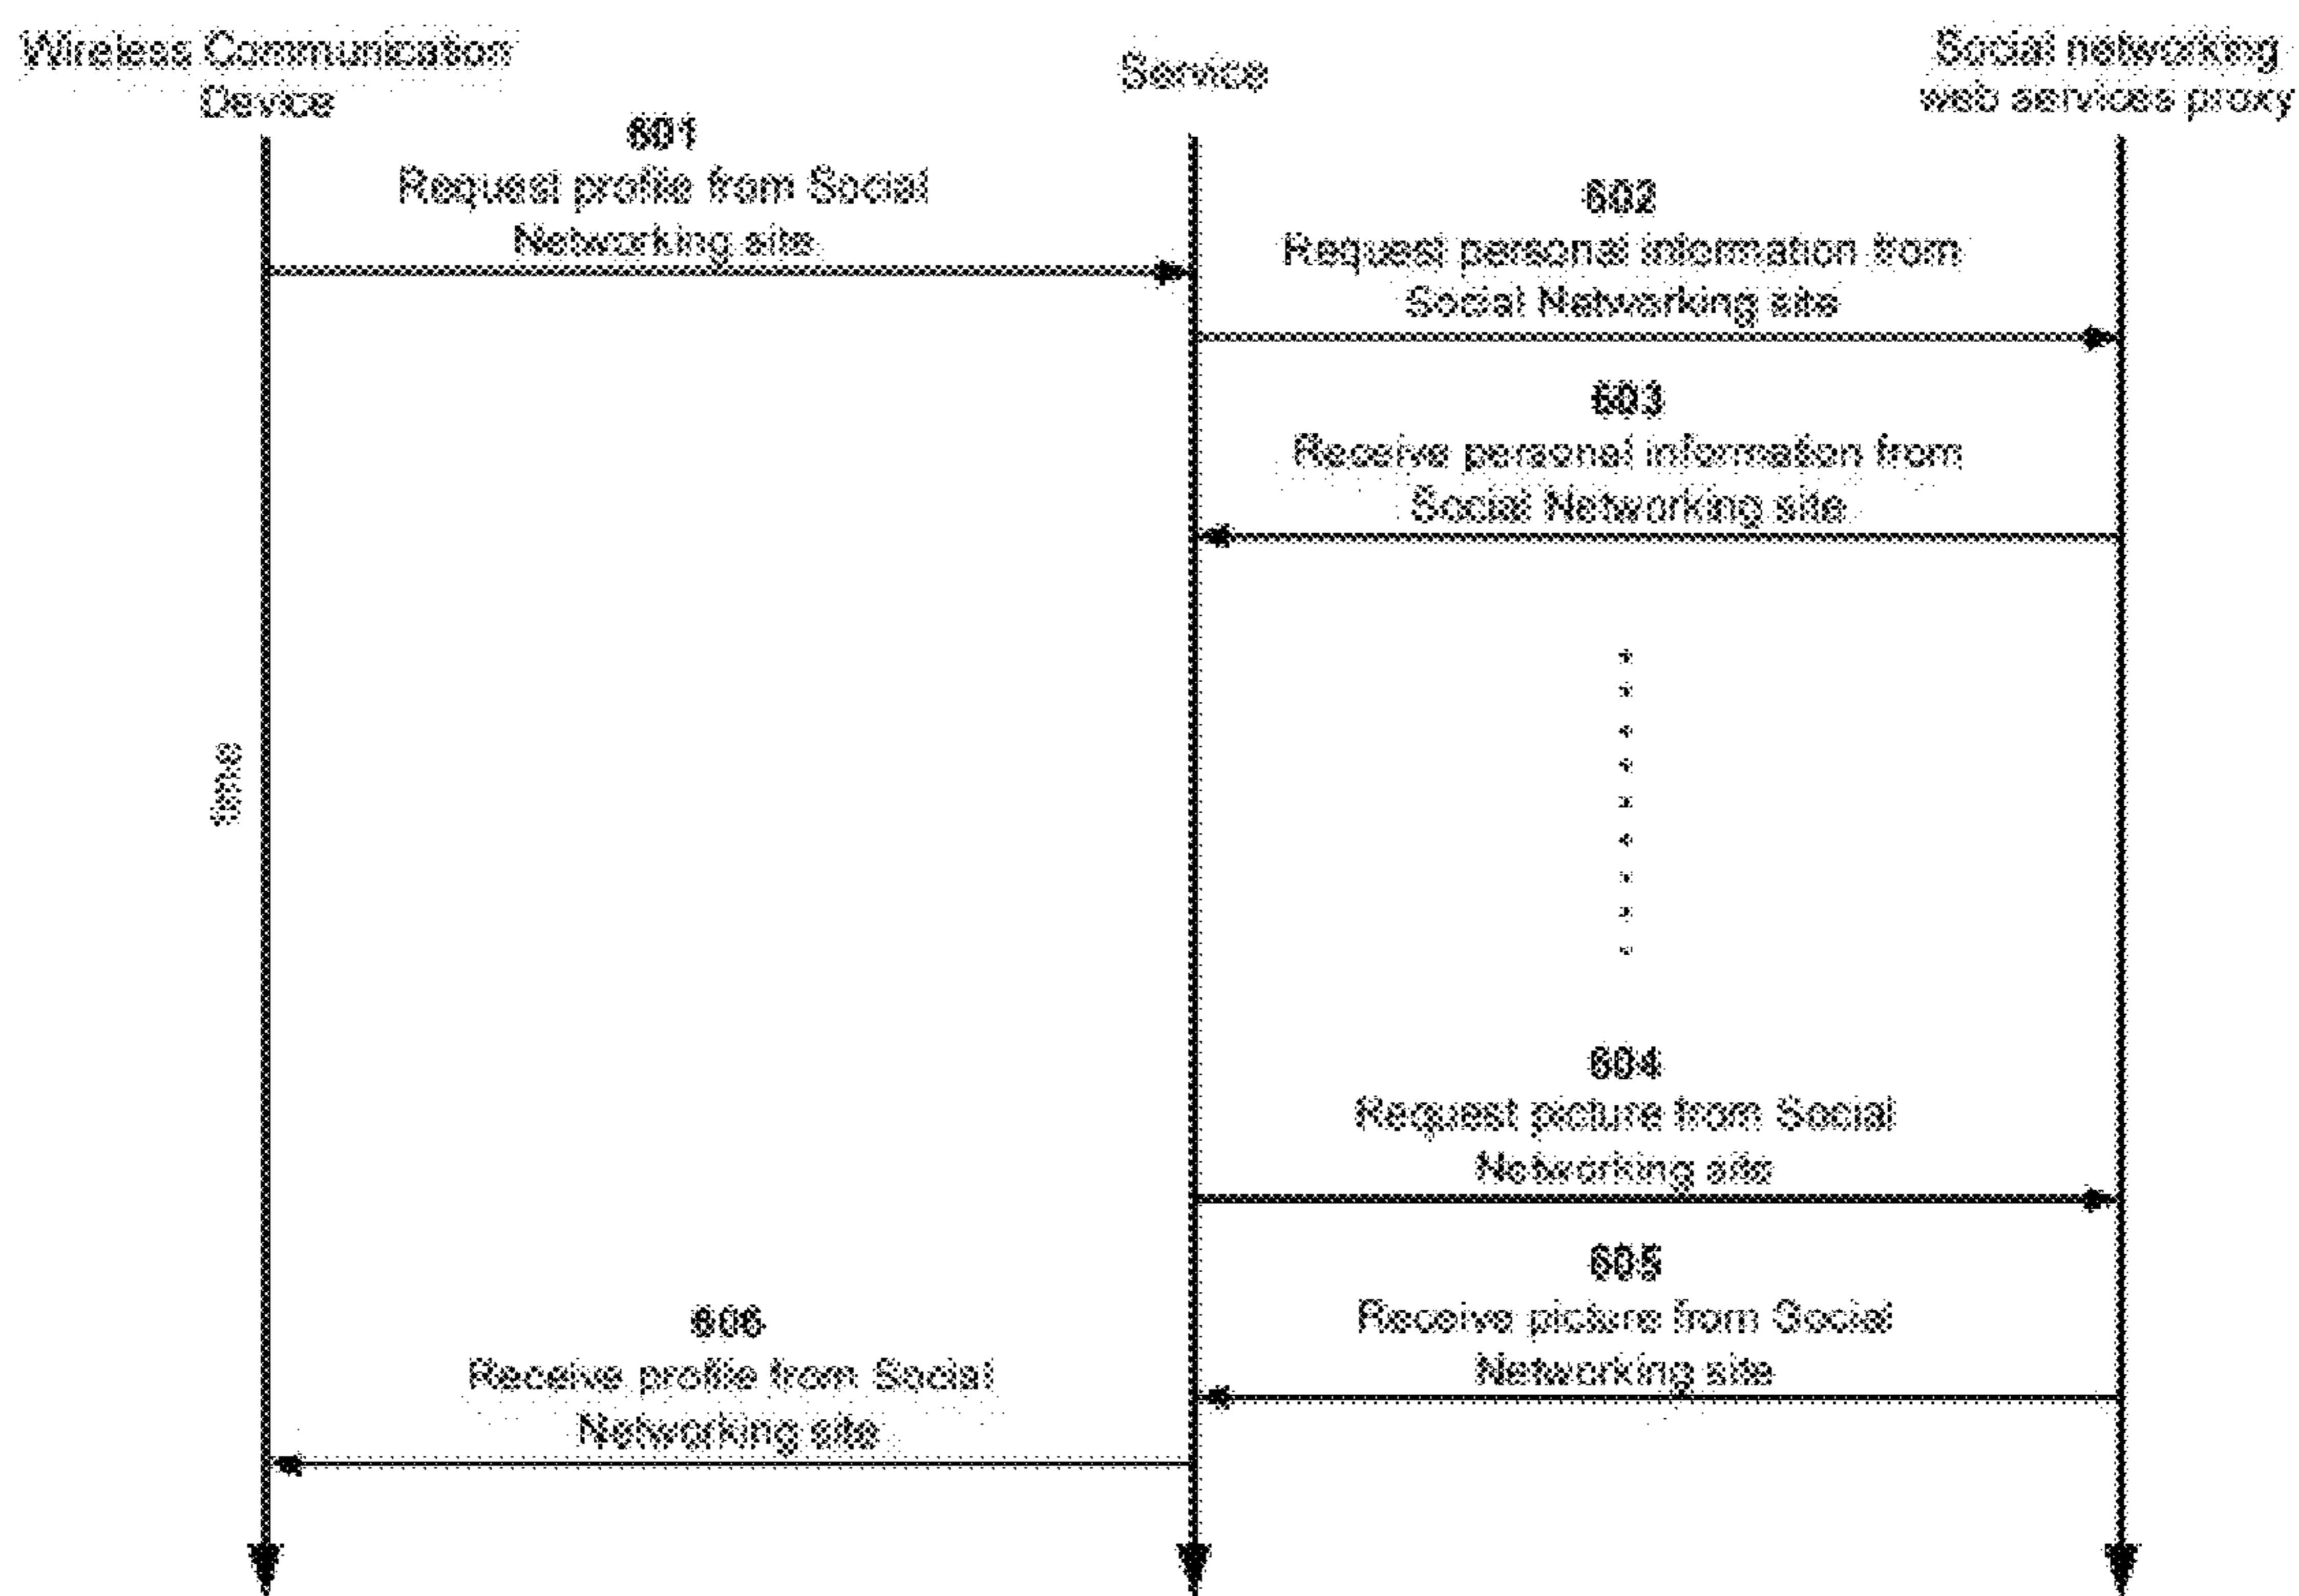 Wireless Communication
Device
Service
Social networking
web services proxy
601
Request profile from Social
Networking site
602
Request personal information from
Social Networking site
603
Receive personal information from
Social Networking site
time
604
Request picture from Social
Networking site
605
Receive picture from Social
Networking site
606
Receive profile from Social
Networking site